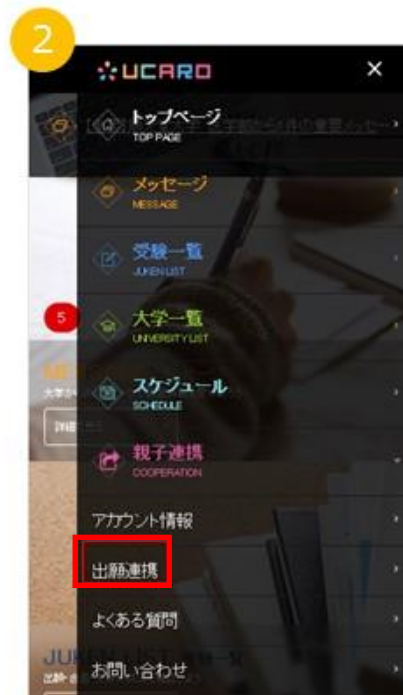 2
UCARO
×
トップページ
TOP PAGE
メッセージ
MESSAGE
受験一覧
JUKEN LIST
5
大学一覧
UNIVERSITY LIST
スケジュール
SCHEDULE
親子連携
COOPERATION
アカウント情報
出願連携
よくある質問
お問い合わせ